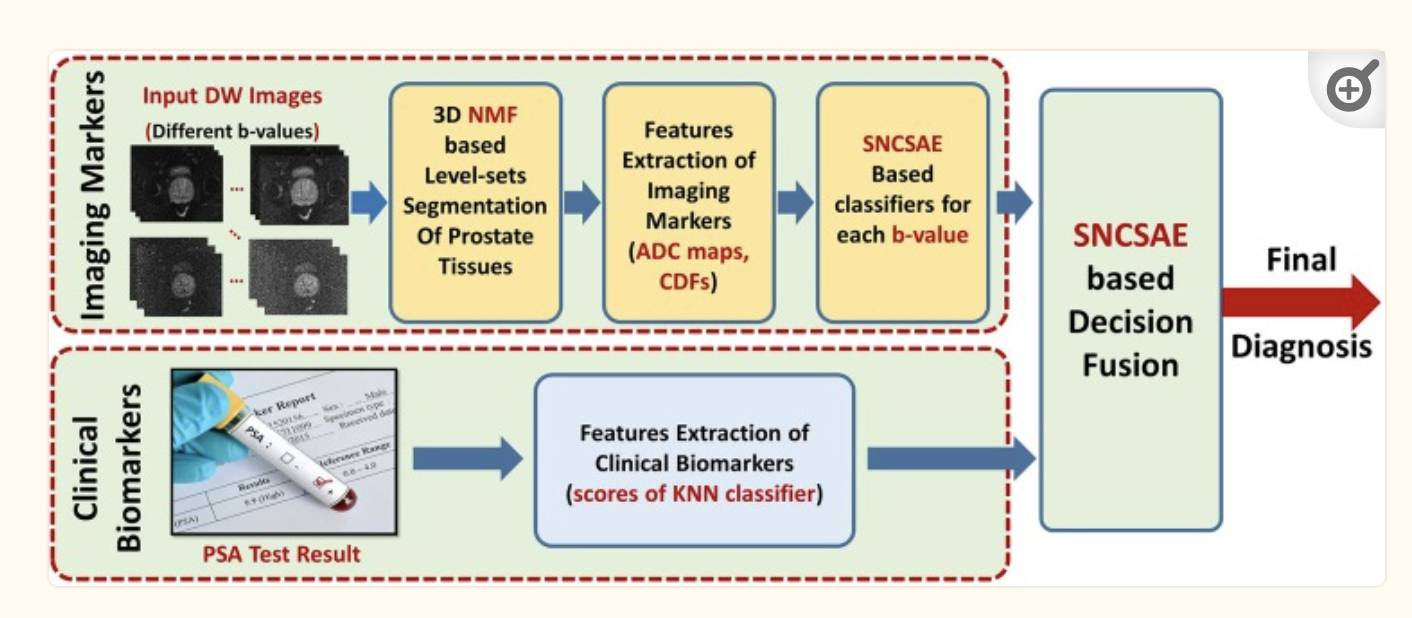 Imaging Markers
Input DW Images
(Different b-values)
...
...
...
3D NMF
based
Level-sets
Segmentation
Of Prostate
Tissues
Features
Extraction of
Imaging
Markers
(ADC maps,
CDFs)
SNCSAE
Based
classifiers for
each b-value
SNCSAE
based
Decision
Fusion
Final
Diagnosis
Clinical
Biomarkers
ker Report
Sex: Male
Specimen type
Received date
PSA :
Reference Range
Results
9.9 (High)
0.0 – 4.0
(PSA)
PSA Test Result
Features Extraction of
Clinical Biomarkers
(scores of KNN classifier)